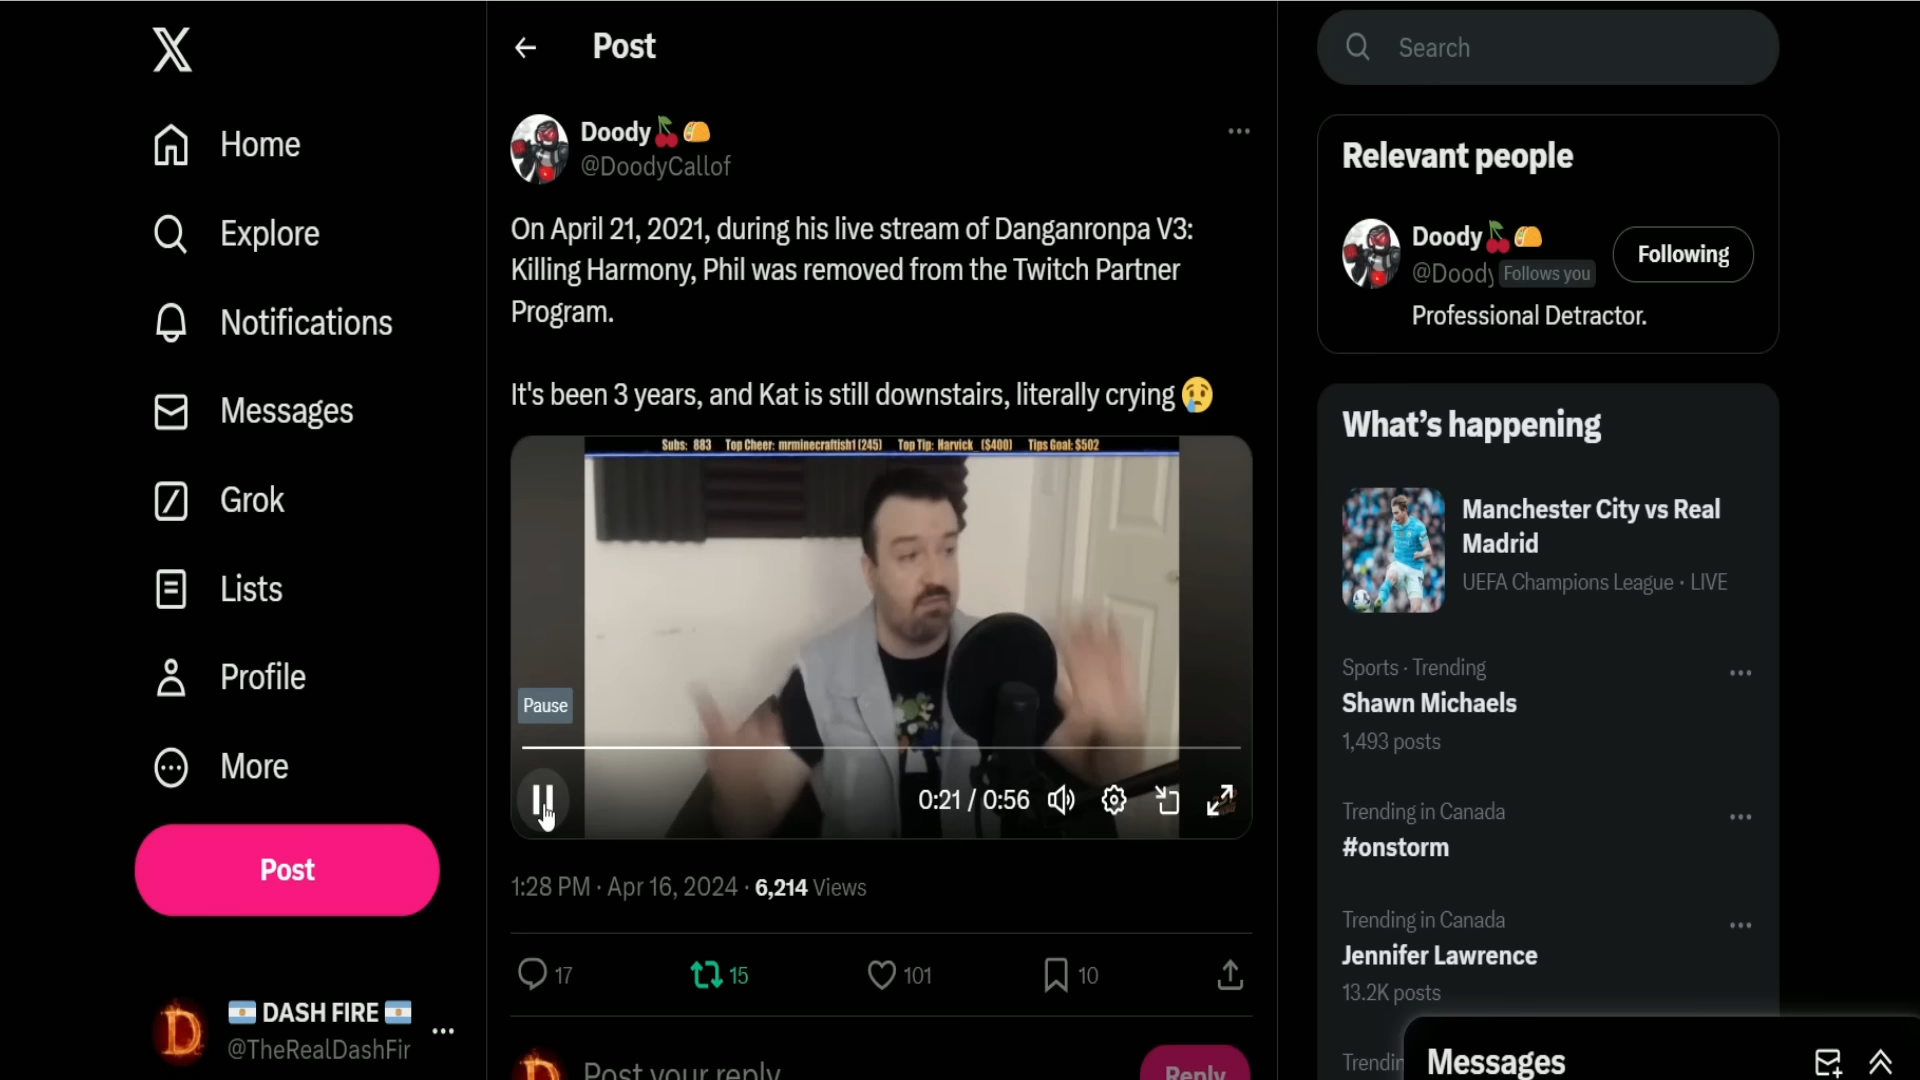 Home
Explore
Notifications
Messages
Grok
Lists
Profile
More
Post
DASH FIRE
@TheRealDashFir
Post
Doody
@DoodyCallof
On April 21, 2021, during his live stream of Danganronpa V3:
Killing Harmony, Phil was removed from the Twitch Partner
Program.
It's been 3 years, and Kat is still downstairs, literally crying
Subs: 883 Top Cheer: mrminecraftish1 (245) Top Tip: Harvick ($400) Tips Goal: $502
Pause
0:21 / 0:56
1:28 PM · Apr 16, 2024 · 6,214 Views
17
15
101
10
Post your reply
Reply
Search
Relevant people
Doody
@Doody Follows you
Following
Professional Detractor.
What's happening
Manchester City vs Real
Madrid
UEFA Champions League · LIVE
Sports · Trending
Shawn Michaels
1,493 posts
Trending in Canada
#onstorm
Trending in Canada
Jennifer Lawrence
13.2K posts
Trendin
Messages